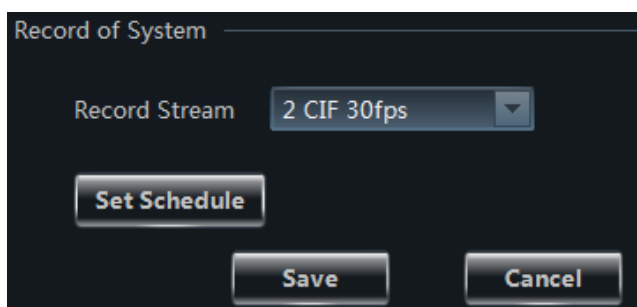 Record of System
Record Stream 2 CIF 30fps
Set Schedule
Save Cancel